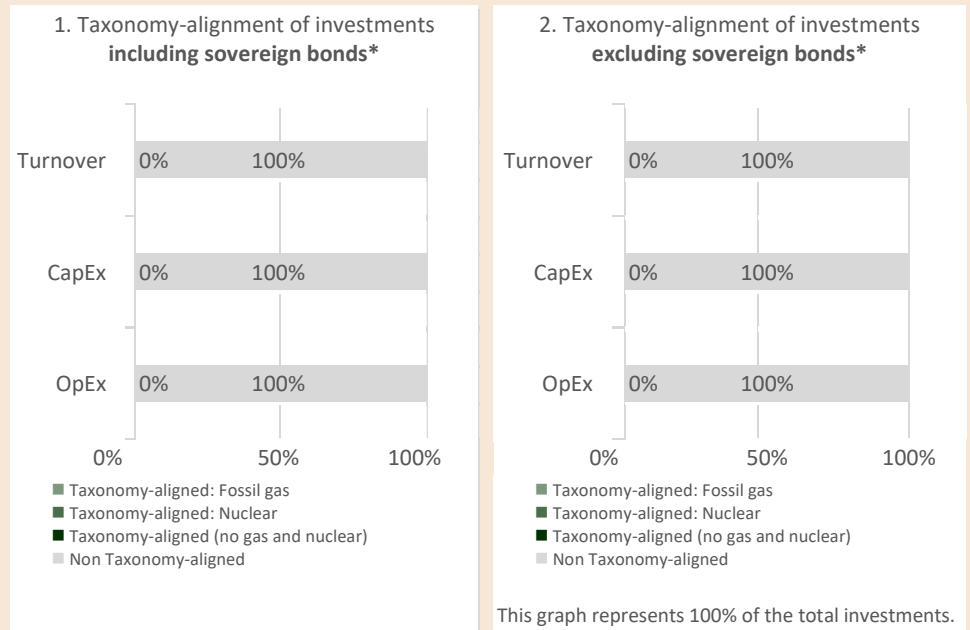 1. Taxonomy-alignment of investments
including sovereign bonds*
Turnover 0% 100%
CapEx 0% 100%
OpEx 0% 100%
0% 50% 100%
Taxonomy-aligned: Fossil gas
Taxonomy-aligned: Nuclear
Taxonomy-aligned (no gas and nuclear)
Non Taxonomy-aligned
2. Taxonomy-alignment of investments
excluding sovereign bonds*
Turnover 0% 100%
CapEx 0% 100%
OpEx 0% 100%
0% 50% 100%
Taxonomy-aligned: Fossil gas
Taxonomy-aligned: Nuclear
Taxonomy-aligned (no gas and nuclear)
Non Taxonomy-aligned
This graph represents 100% of the total investments.